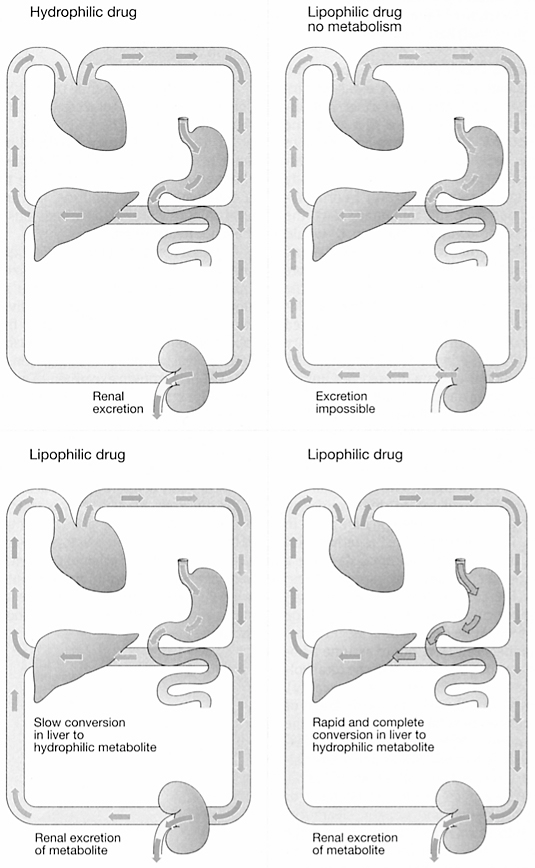 Hydrophilic drug
Lipophilic drug
no metabolism
Renal
excretion
Excretion
impossible
Lipophilic drug
Lipophilic drug
Slow conversion
in liver to
hydrophilic metabolite
Rapid and complete
conversion in liver to
hydrophilic metabolite
Renal excretion
of metabolite
Renal excretion
of metabolite